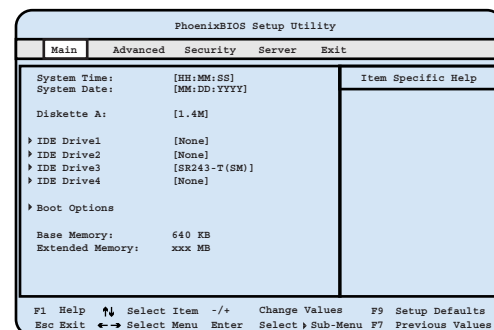 PhoenixBIOS Setup Utility
Main Advanced Security Server Exit
System Time: [HH:MM:SS]
System Date: [MM:DD:YYYY]
Diskette A: [1.4M]
IDE Drive1 [None]
IDE Drive2 [None]
IDE Drive3 [SR243-T(SM)]
IDE Drive4 [None]
Boot Options
Base Memory: 640 KB
Extended Memory: xxx MB
Item Specific Help
F1 Help ↑↓ Select Item -/+ Change Values F9 Setup Defaults
Esc Exit ←→ Select Menu Enter Select ▸ Sub-Menu F7 Previous Values